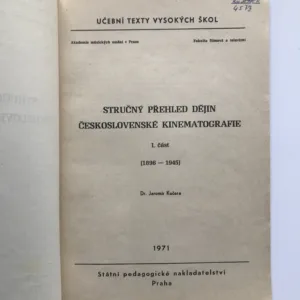 UČEBNÍ TEXTY VYSOKÝCH ŠKOL
Akademie múzických umění v Praze
Fakulta filmová a televizní
STRUČNÝ PŘEHLED DĚJIN
ČESKOSLOVENSKÉ KINEMATOGRAFIE
I. část
(1896 — 1945)
Dr. Jaromír Kučera
1971
Státní pedagogické nakladatelství
Praha